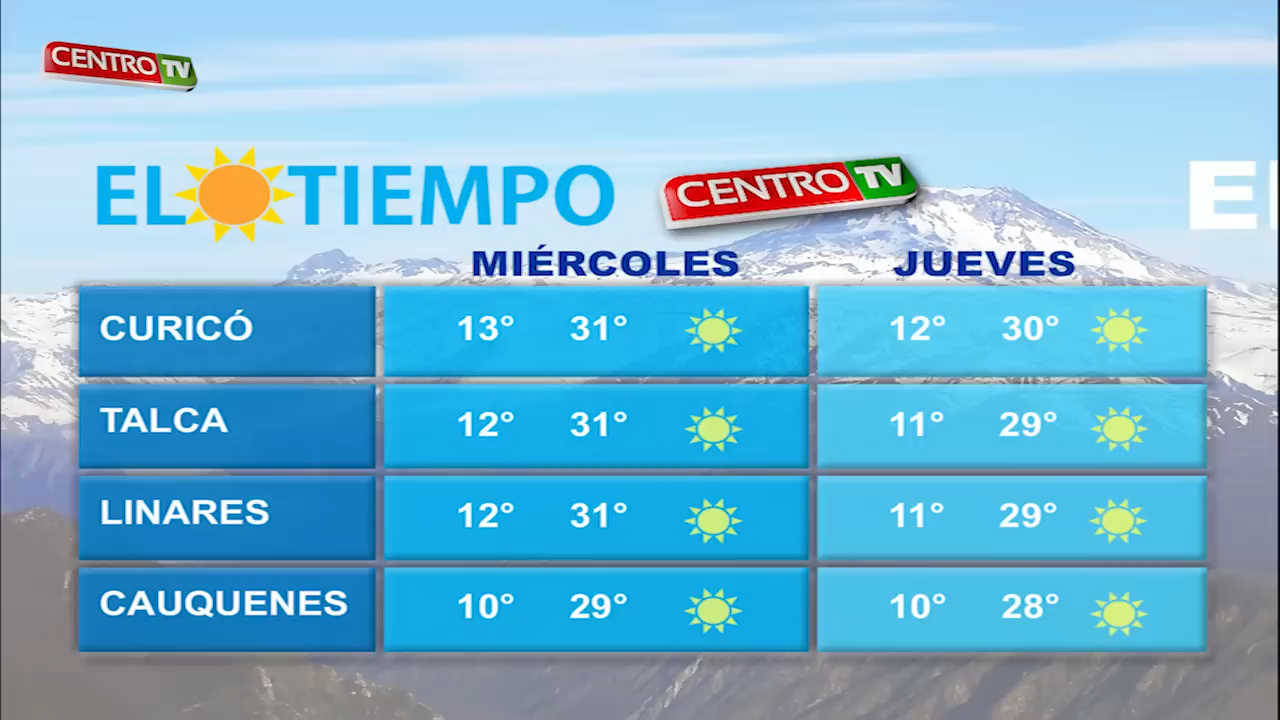 CENTRO TV
EL TIEMPO CENTRO TV
MIÉRCOLES JUEVES
CURICÓ 13° 31° 12° 30°
TALCA 12° 31° 11° 29°
LINARES 12° 31° 11° 29°
CAUQUENES 10° 29° 10° 28°